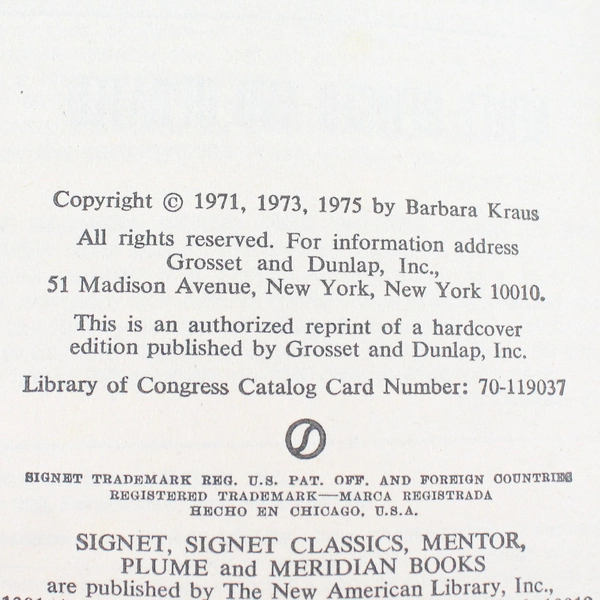 Copyright © 1971, 1973, 1975 by Barbara Kraus
All rights reserved. For information address
Grosset and Dunlap, Inc.,
51 Madison Avenue, New York, New York 10010.
This is an authorized reprint of a hardcover
edition published by Grosset and Dunlap, Inc.
Library of Congress Catalog Card Number: 70-119037
SIGNET TRADEMARK REG. U.S. PAT. OFF. AND FOREIGN COUNTRIES
REGISTERED TRADEMARK—MARCA REGISTRADA
HECHO EN CHICAGO, U.S.A.
SIGNET, SIGNET CLASSICS, MENTOR,
PLUME and MERIDIAN BOOKS
are published by The New American Library, Inc.,